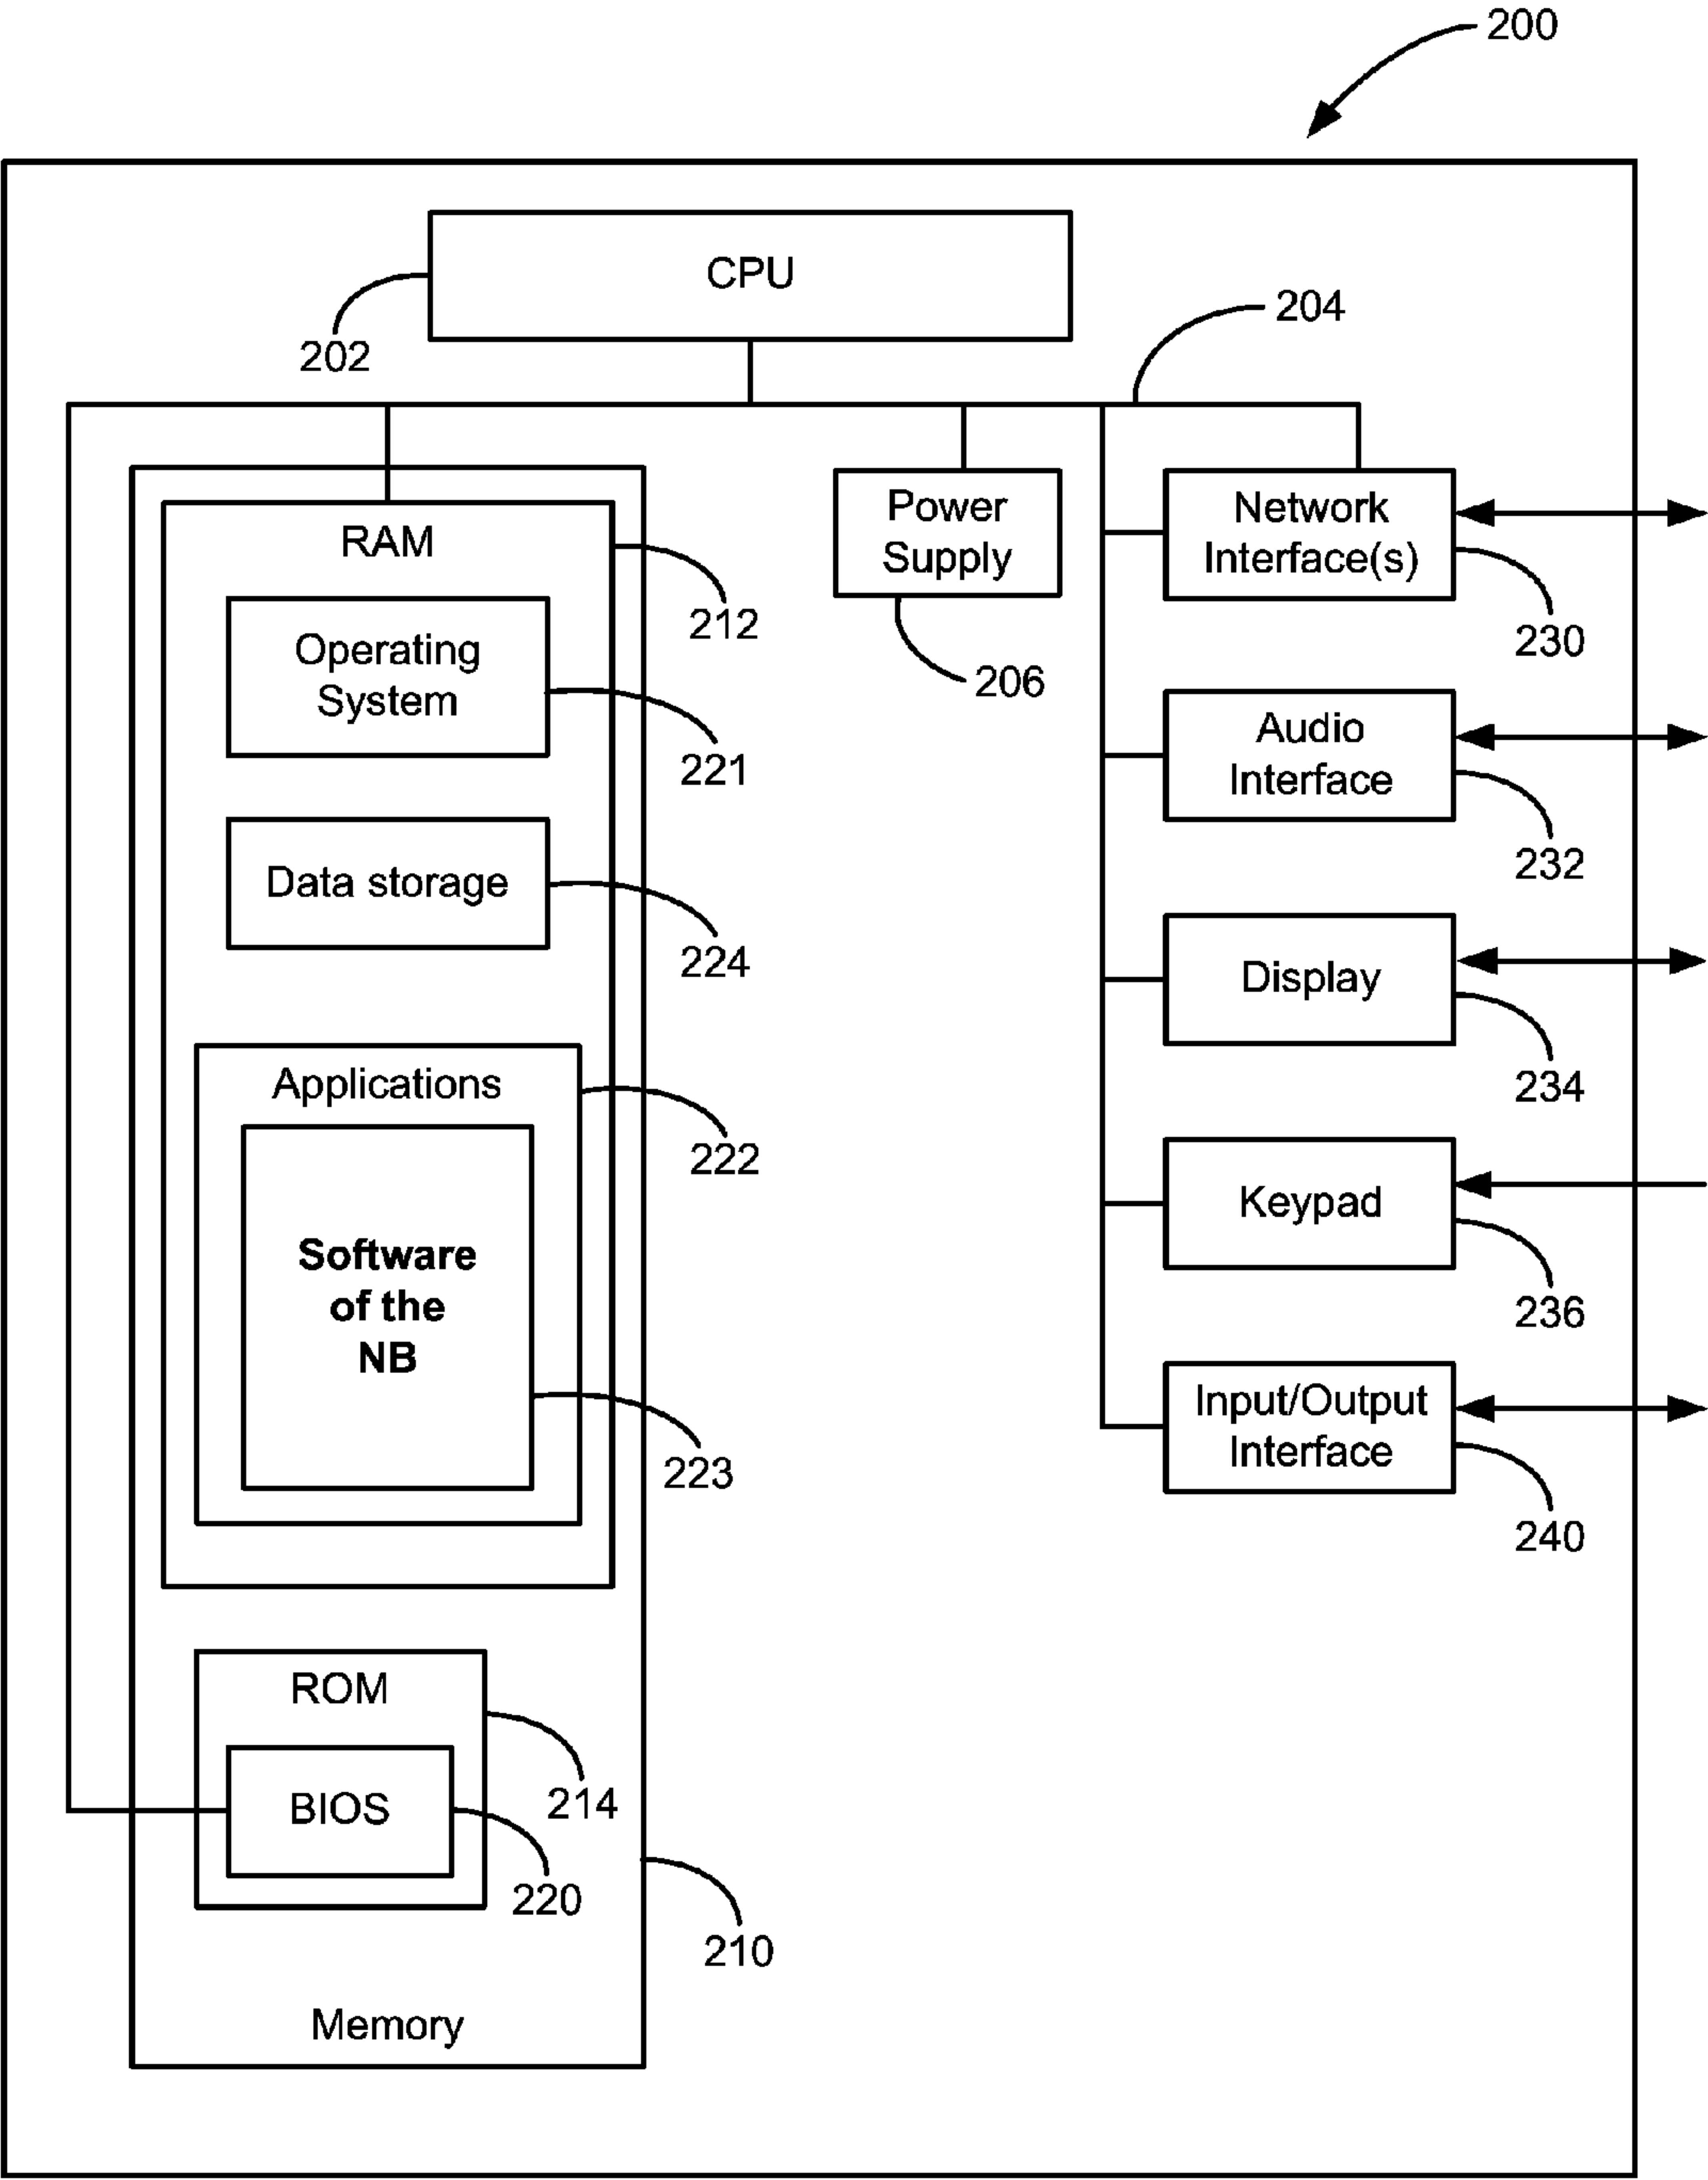 200
CPU
202
204
RAM
212
Operating
System
221
Data storage
224
Applications
222
Software
of the
NB
223
ROM
214
BIOS
220
210
Memory
Power
Supply
206
Network
Interface(s)
230
Audio
Interface
232
Display
234
Keypad
236
Input/Output
Interface
240